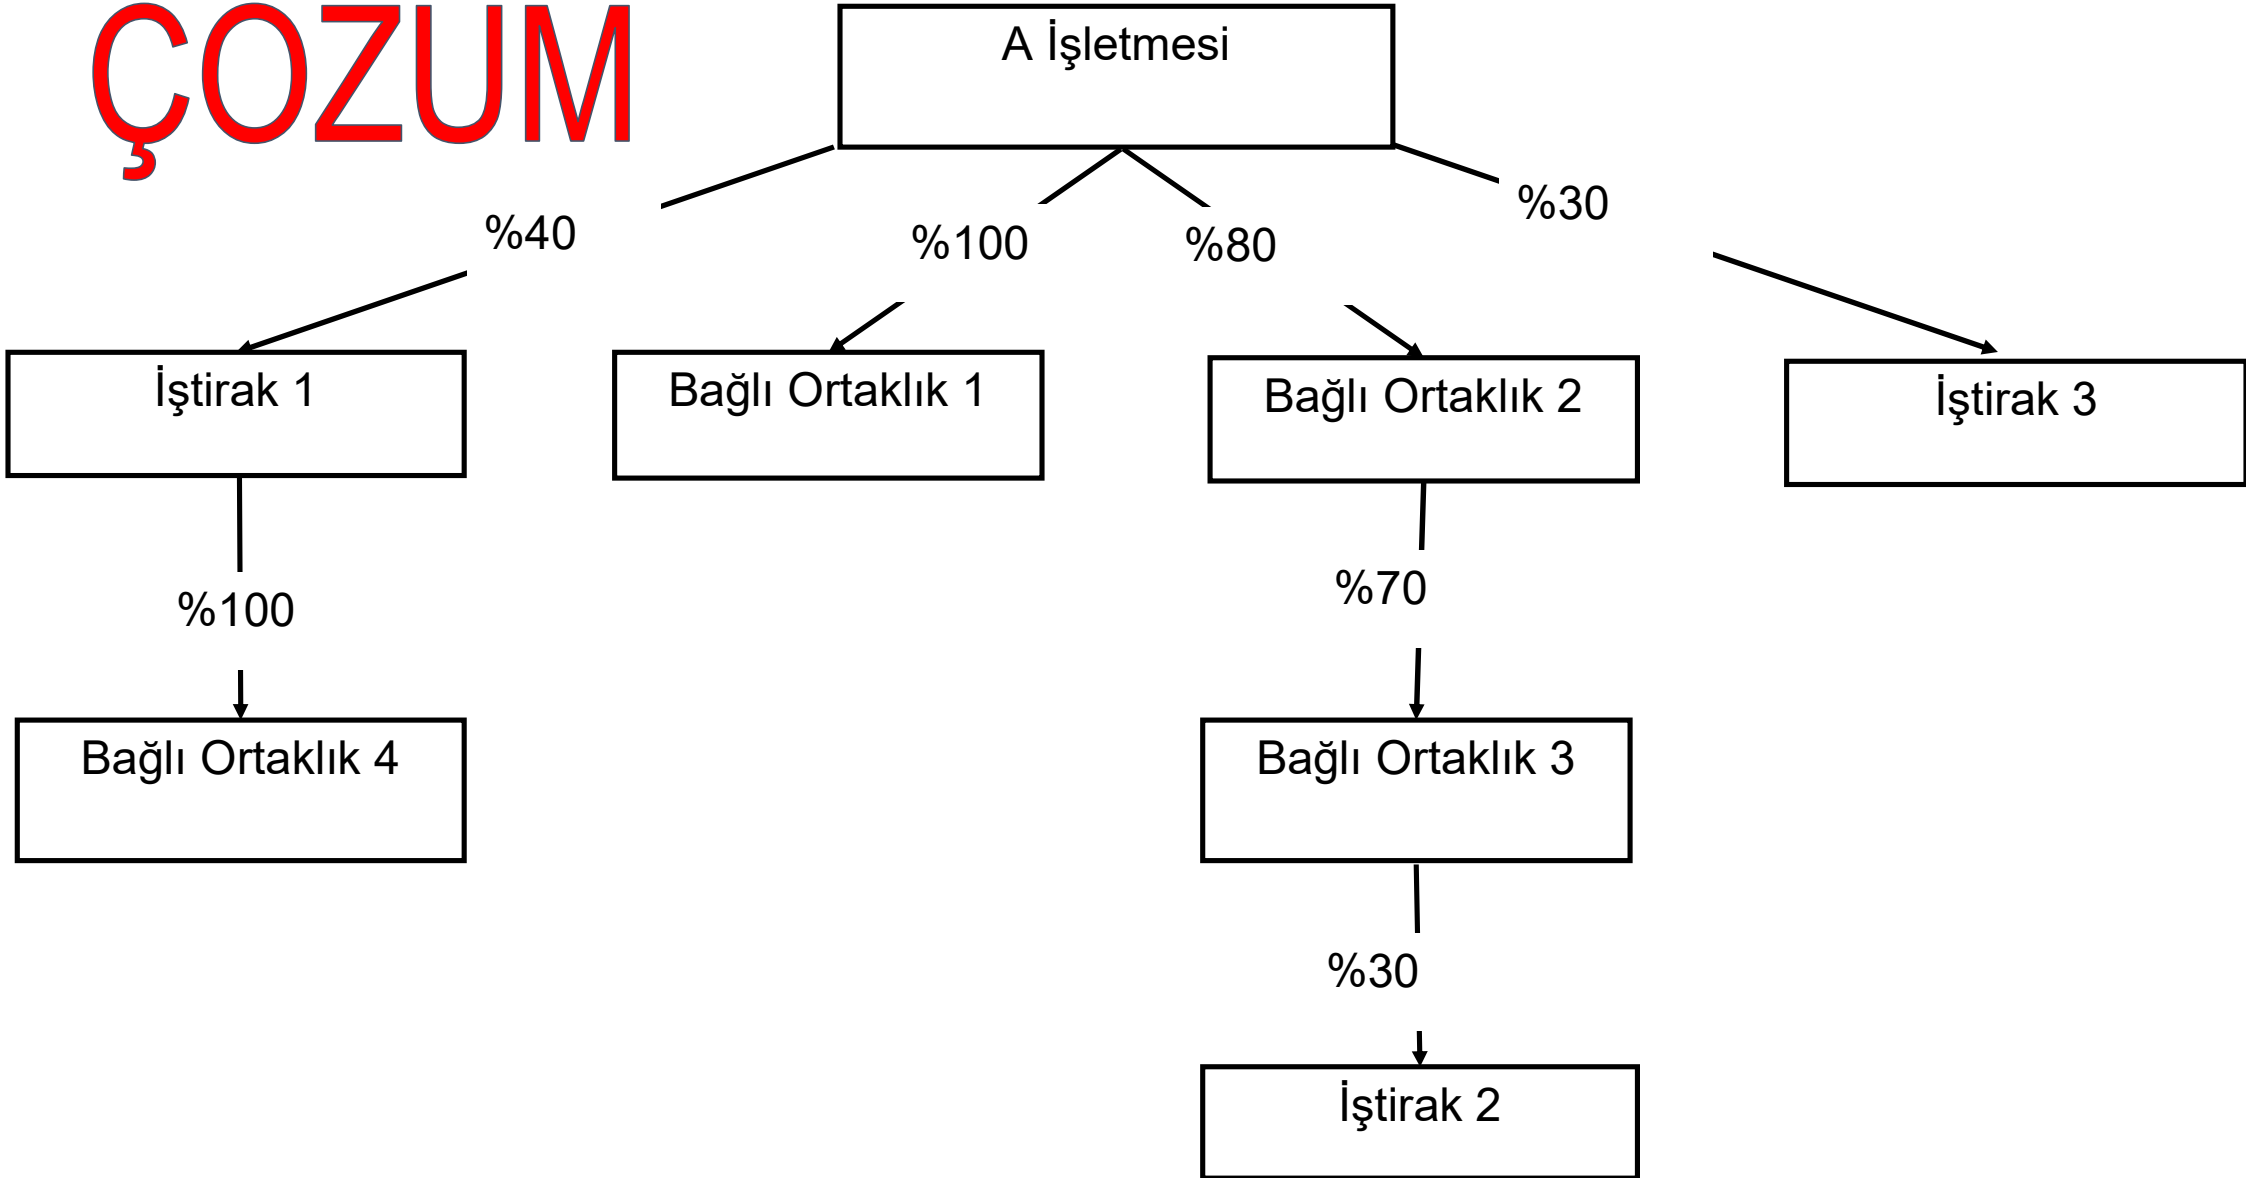 ÇOZUM
A İşletmesi
%40
%100
%80
%30
İştirak 1
Bağlı Ortaklık 1
Bağlı Ortaklık 2
İştirak 3
%100
%70
Bağlı Ortaklık 4
Bağlı Ortaklık 3
%30
İştirak 2